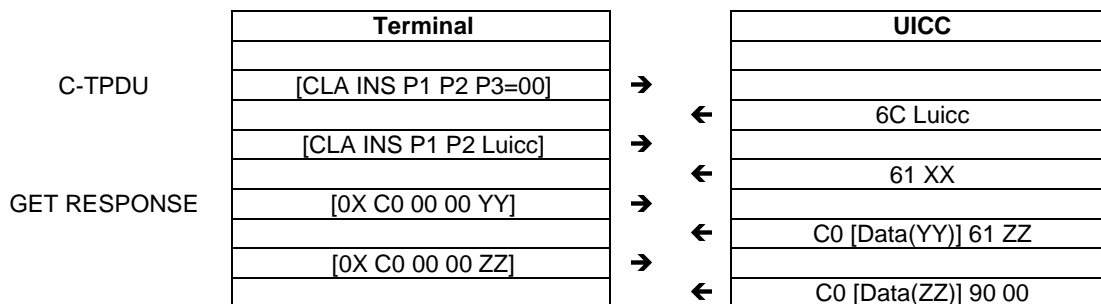 Terminal UICC
C-TPDU [CLA INS P1 P2 P3=00] ➔
🡸 6C Luicc
[CLA INS P1 P2 Luicc] ➔
🡸 61 XX
GET RESPONSE [0X C0 00 00 YY] ➔
🡸 C0 [Data(YY)] 61 ZZ
[0X C0 00 00 ZZ] ➔
🡸 C0 [Data(ZZ)] 90 00